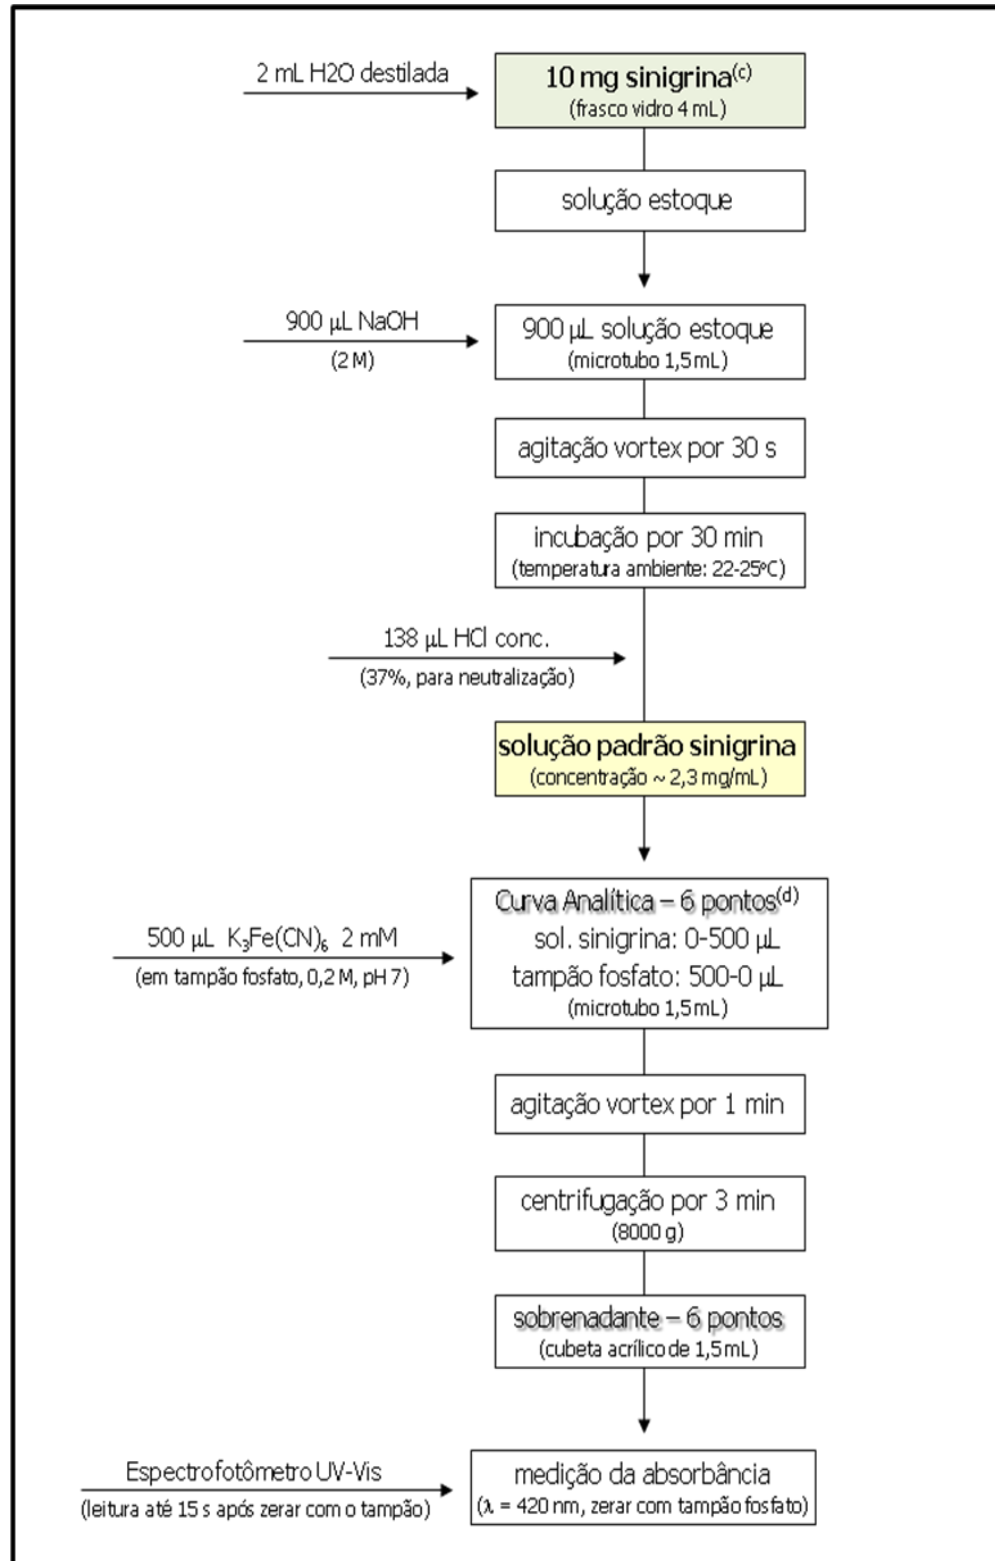 2 mL H2O destilada
10 mg sinigrina(c)
(frasco vidro 4 mL)
solução estoque
900 µL NaOH
(2 M)
900 µL solução estoque
(microtubo 1,5 mL)
agitação vortex por 30 s
incubação por 30 min
(temperatura ambiente: 22-25ºC)
138 µL HCl conc.
(37%, para neutralização)
solução padrão sinigrina
(concentração ~ 2,3 mg/mL)
500 µL K₃Fe(CN)₆ 2 mM
(em tampão fosfato, 0,2 M, pH 7)
Curva Analítica – 6 pontos(d)
sol. sinigrina: 0-500 µL
tampão fosfato: 500-0 µL
(microtubo 1,5 mL)
agitação vortex por 1 min
centrifugação por 3 min
(8000 g)
sobrenadante – 6 pontos
(cubeta acrílico de 1,5 mL)
Espectrofotômetro UV-Vis
(leitura até 15 s após zerar com o tampão)
medição da absorbância
(λ = 420 nm, zerar com tampão fosfato)